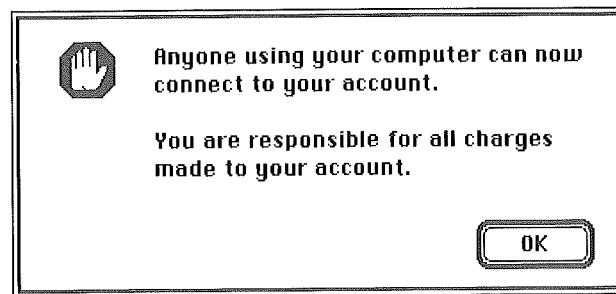 Anyone using your computer can now
connect to your account.
You are responsible for all charges
made to your account.
OK